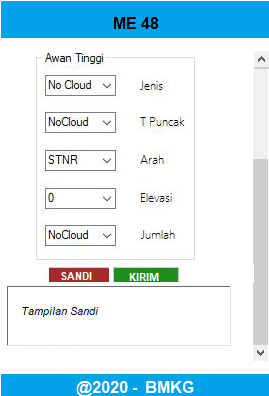 ME 48
Awan Tinggi
No Cloud Jenis
NoCloud T Puncak
STNR Arah
0 Elevasi
NoCloud Jumlah
SANDI KIRIM
Tampilan Sandi
@2020 - BMKG